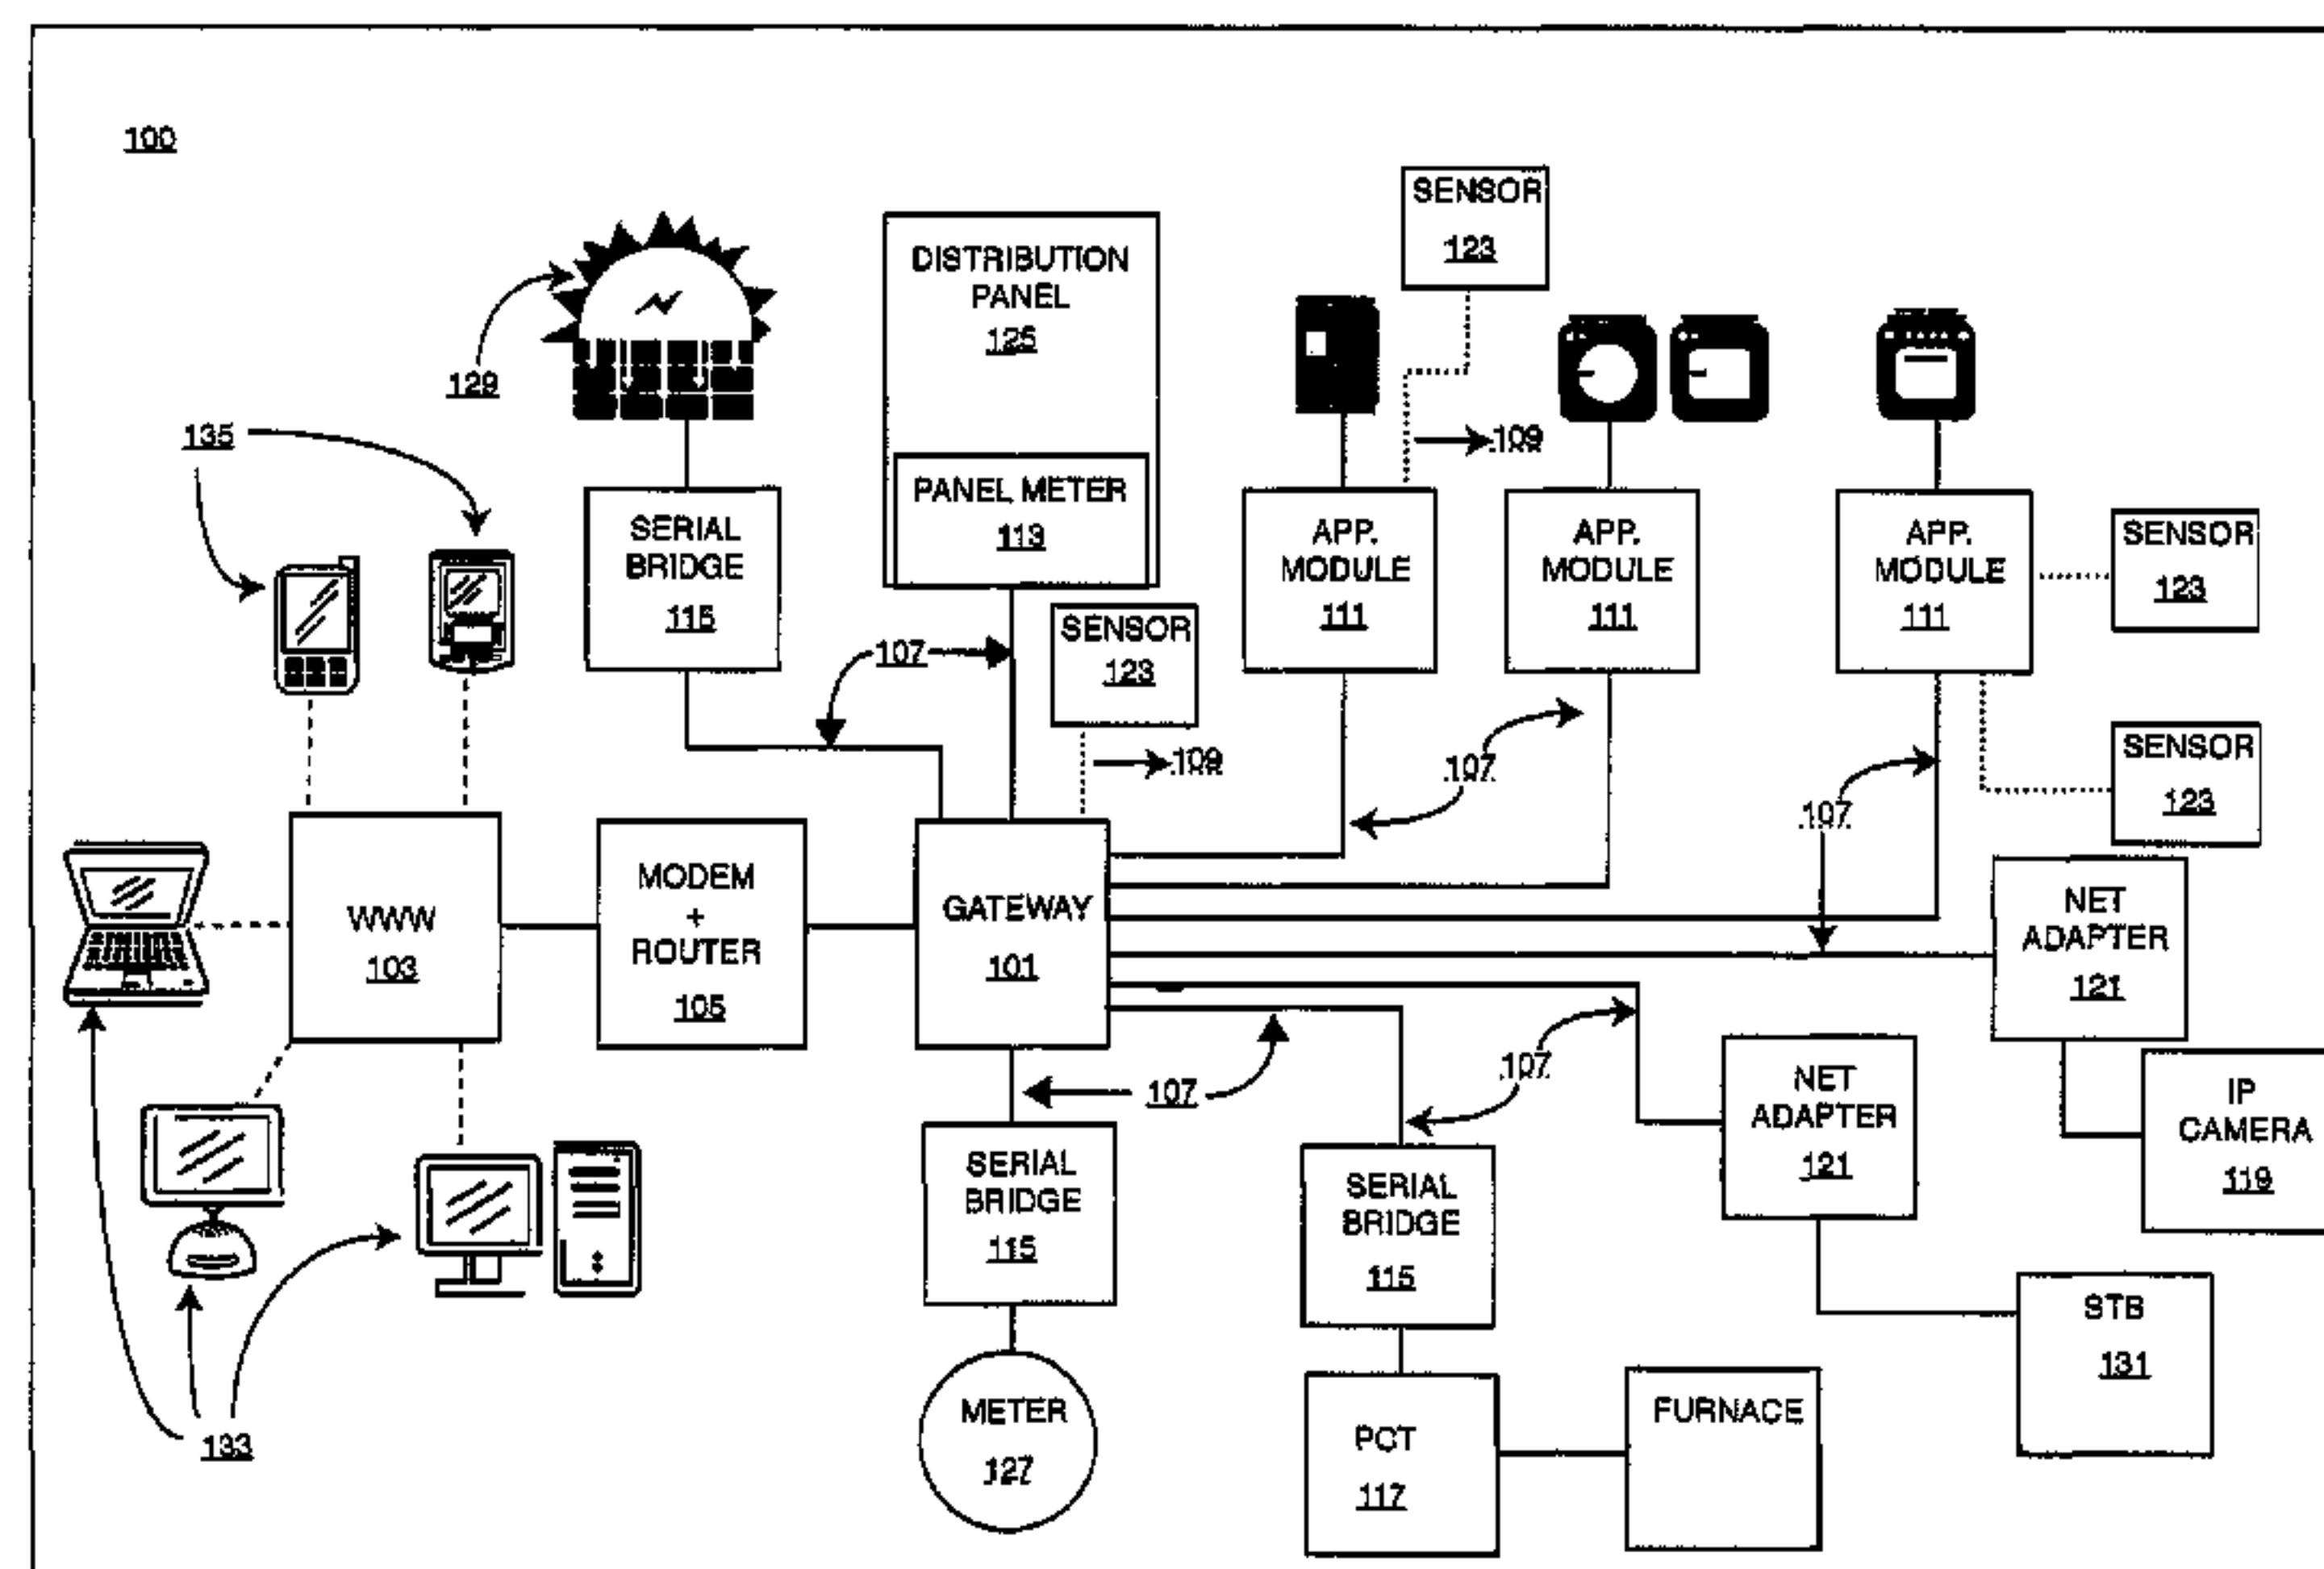 100
SENSOR
123
DISTRIBUTION
PANEL
125
129
135
109
PANEL METER
113
SERIAL
BRIDGE
115
APP.
MODULE
111
APP.
MODULE
111
APP.
MODULE
111
SENSOR
123
107
SENSOR
123
109
107
107
SENSOR
123
WWW
103
MODEM
+
ROUTER
105
GATEWAY
101
NET
ADAPTER
121
107
107
NET
ADAPTER
121
IP
CAMERA
119
SERIAL
BRIDGE
115
SERIAL
BRIDGE
115
STB
131
METER
127
PCT
117
FURNACE
133